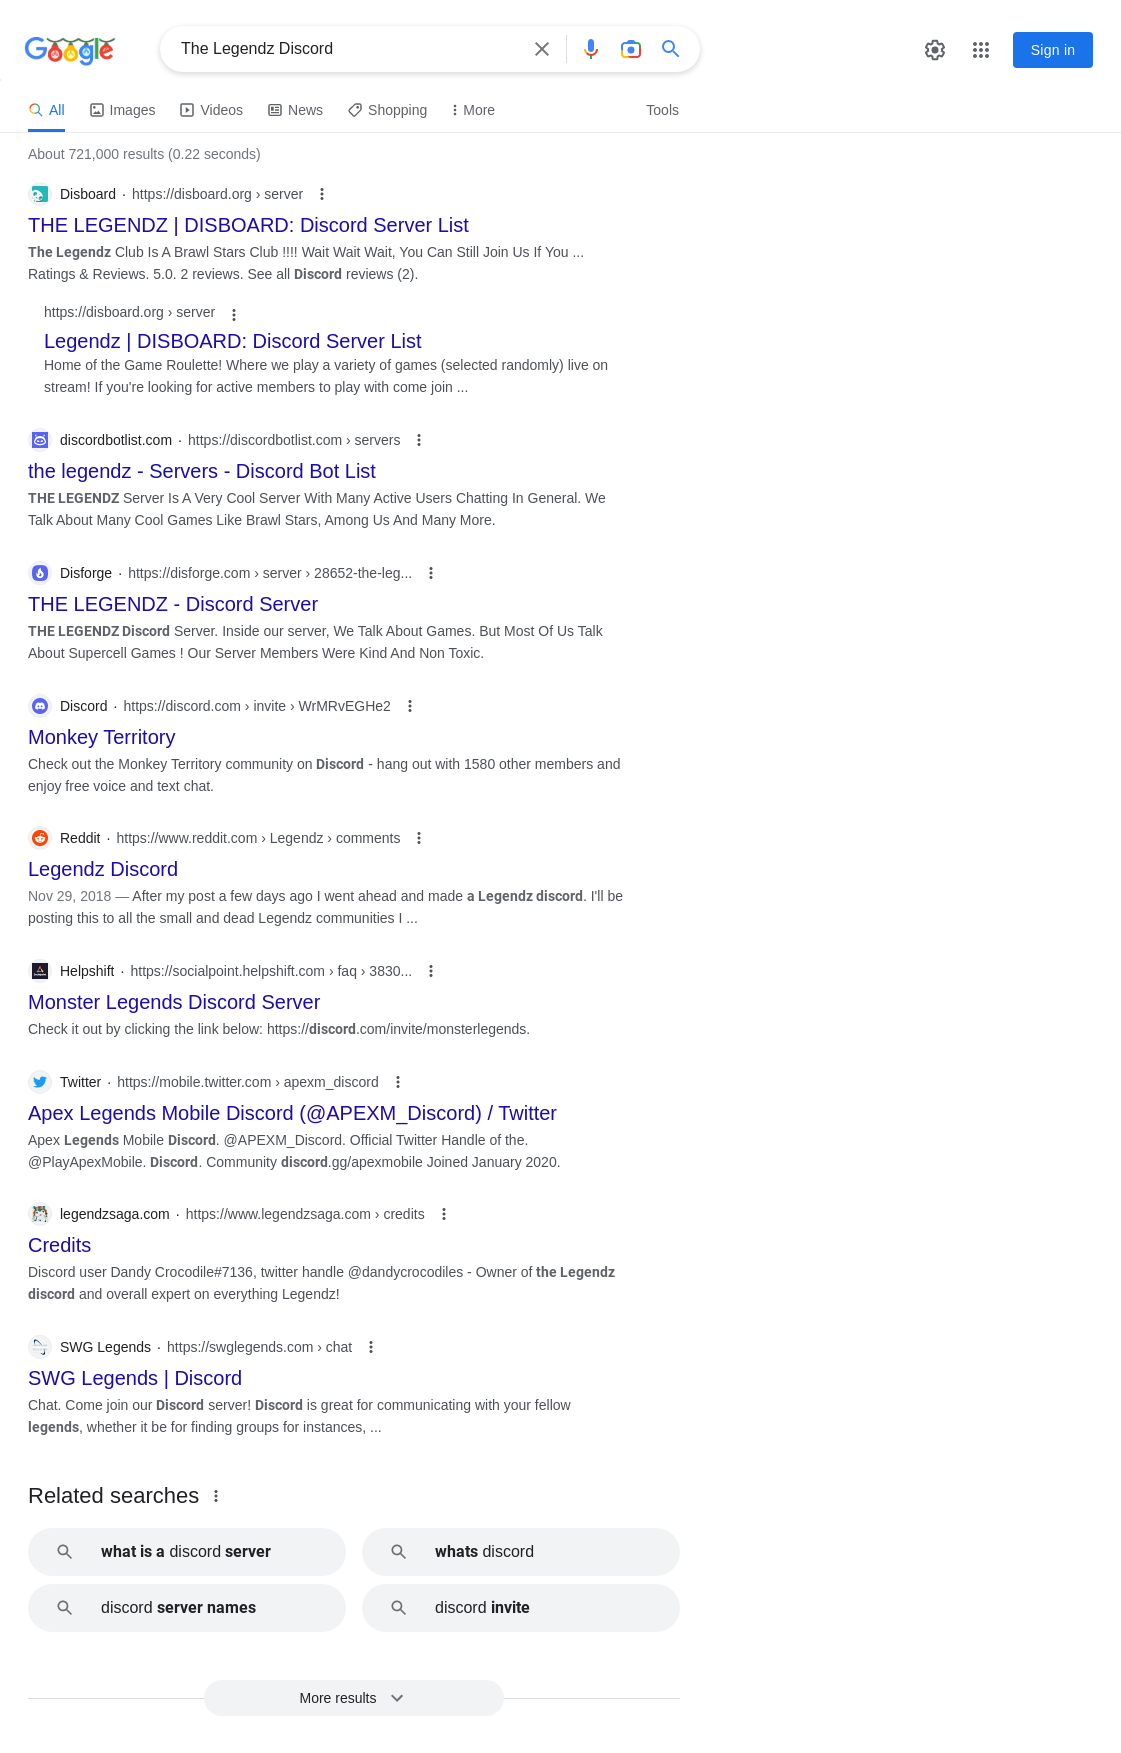 Google
The Legendz Discord
Sign in
All Images Videos News Shopping More Tools
About 721,000 results (0.22 seconds)
Disboard · https://disboard.org › server
THE LEGENDZ | DISBOARD: Discord Server List
The Legendz Club Is A Brawl Stars Club !!!! Wait Wait Wait, You Can Still Join Us If You ...
Ratings & Reviews. 5.0. 2 reviews. See all Discord reviews (2).
https://disboard.org › server
Legendz | DISBOARD: Discord Server List
Home of the Game Roulette! Where we play a variety of games (selected randomly) live on
stream! If you're looking for active members to play with come join ...
discordbotlist.com · https://discordbotlist.com › servers
the legendz - Servers - Discord Bot List
THE LEGENDZ Server Is A Very Cool Server With Many Active Users Chatting In General. We
Talk About Many Cool Games Like Brawl Stars, Among Us And Many More.
Disforge · https://disforge.com › server › 28652-the-leg...
THE LEGENDZ - Discord Server
THE LEGENDZ Discord Server. Inside our server, We Talk About Games. But Most Of Us Talk
About Supercell Games ! Our Server Members Were Kind And Non Toxic.
Discord · https://discord.com › invite › WrMRvEGHe2
Monkey Territory
Check out the Monkey Territory community on Discord - hang out with 1580 other members and
enjoy free voice and text chat.
Reddit · https://www.reddit.com › Legendz › comments
Legendz Discord
Nov 29, 2018 — After my post a few days ago I went ahead and made a Legendz discord. I'll be
posting this to all the small and dead Legendz communities I ...
Helpshift · https://socialpoint.helpshift.com › faq › 3830...
Monster Legends Discord Server
Check it out by clicking the link below: https://discord.com/invite/monsterlegends.
Twitter · https://mobile.twitter.com › apexm_discord
Apex Legends Mobile Discord (@APEXM_Discord) / Twitter
Apex Legends Mobile Discord. @APEXM_Discord. Official Twitter Handle of the.
@PlayApexMobile. Discord. Community discord.gg/apexmobile Joined January 2020.
legendzsaga.com · https://www.legendzsaga.com › credits
Credits
Discord user Dandy Crocodile#7136, twitter handle @dandycrocodiles - Owner of the Legendz
discord and overall expert on everything Legendz!
SWG Legends · https://swglegends.com › chat
SWG Legends | Discord
Chat. Come join our Discord server! Discord is great for communicating with your fellow
legends, whether it be for finding groups for instances, ...
Related searches
what is a discord server
whats discord
discord server names
discord invite
More results